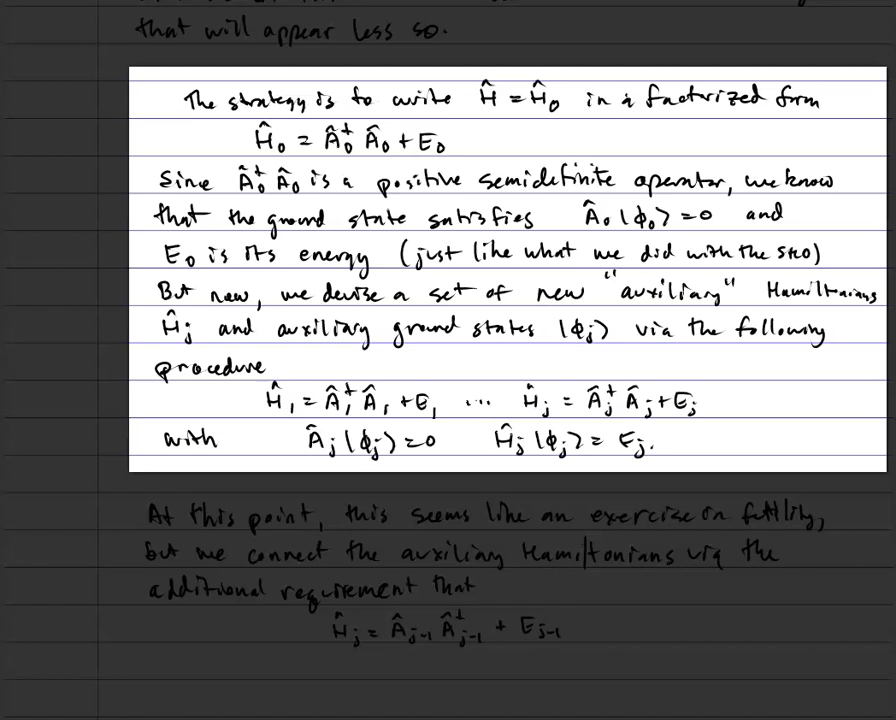 that will appear less so.
The strategy is to write Ĥ = Ĥ₀ in a factorized form
Ĥ₀ = Â₀† Â₀ + E₀
Since Â₀† Â₀ is a positive semidefinite operator, we know
that the ground state satisfies Â₀ |ϕ₀⟩ = 0 and
E₀ is its energy (just like what we did with the SHO)
But now, we devise a set of new "auxiliary" Hamiltonians
Ĥⱼ and auxiliary ground states |ϕⱼ⟩ via the following
procedure
Ĥ₁ = Â₁† Â₁ + E₁ ... Ĥⱼ = Âⱼ† Âⱼ + Eⱼ
with Âⱼ |ϕⱼ⟩ = 0 Ĥⱼ |ϕⱼ⟩ = Eⱼ.
At this point, this seems like an exercise in futility,
but we connect the auxiliary Hamiltonians via the
additional requirement that
Ĥⱼ = Âⱼ₋₁ Â†ⱼ₋₁ + Eⱼ₋₁